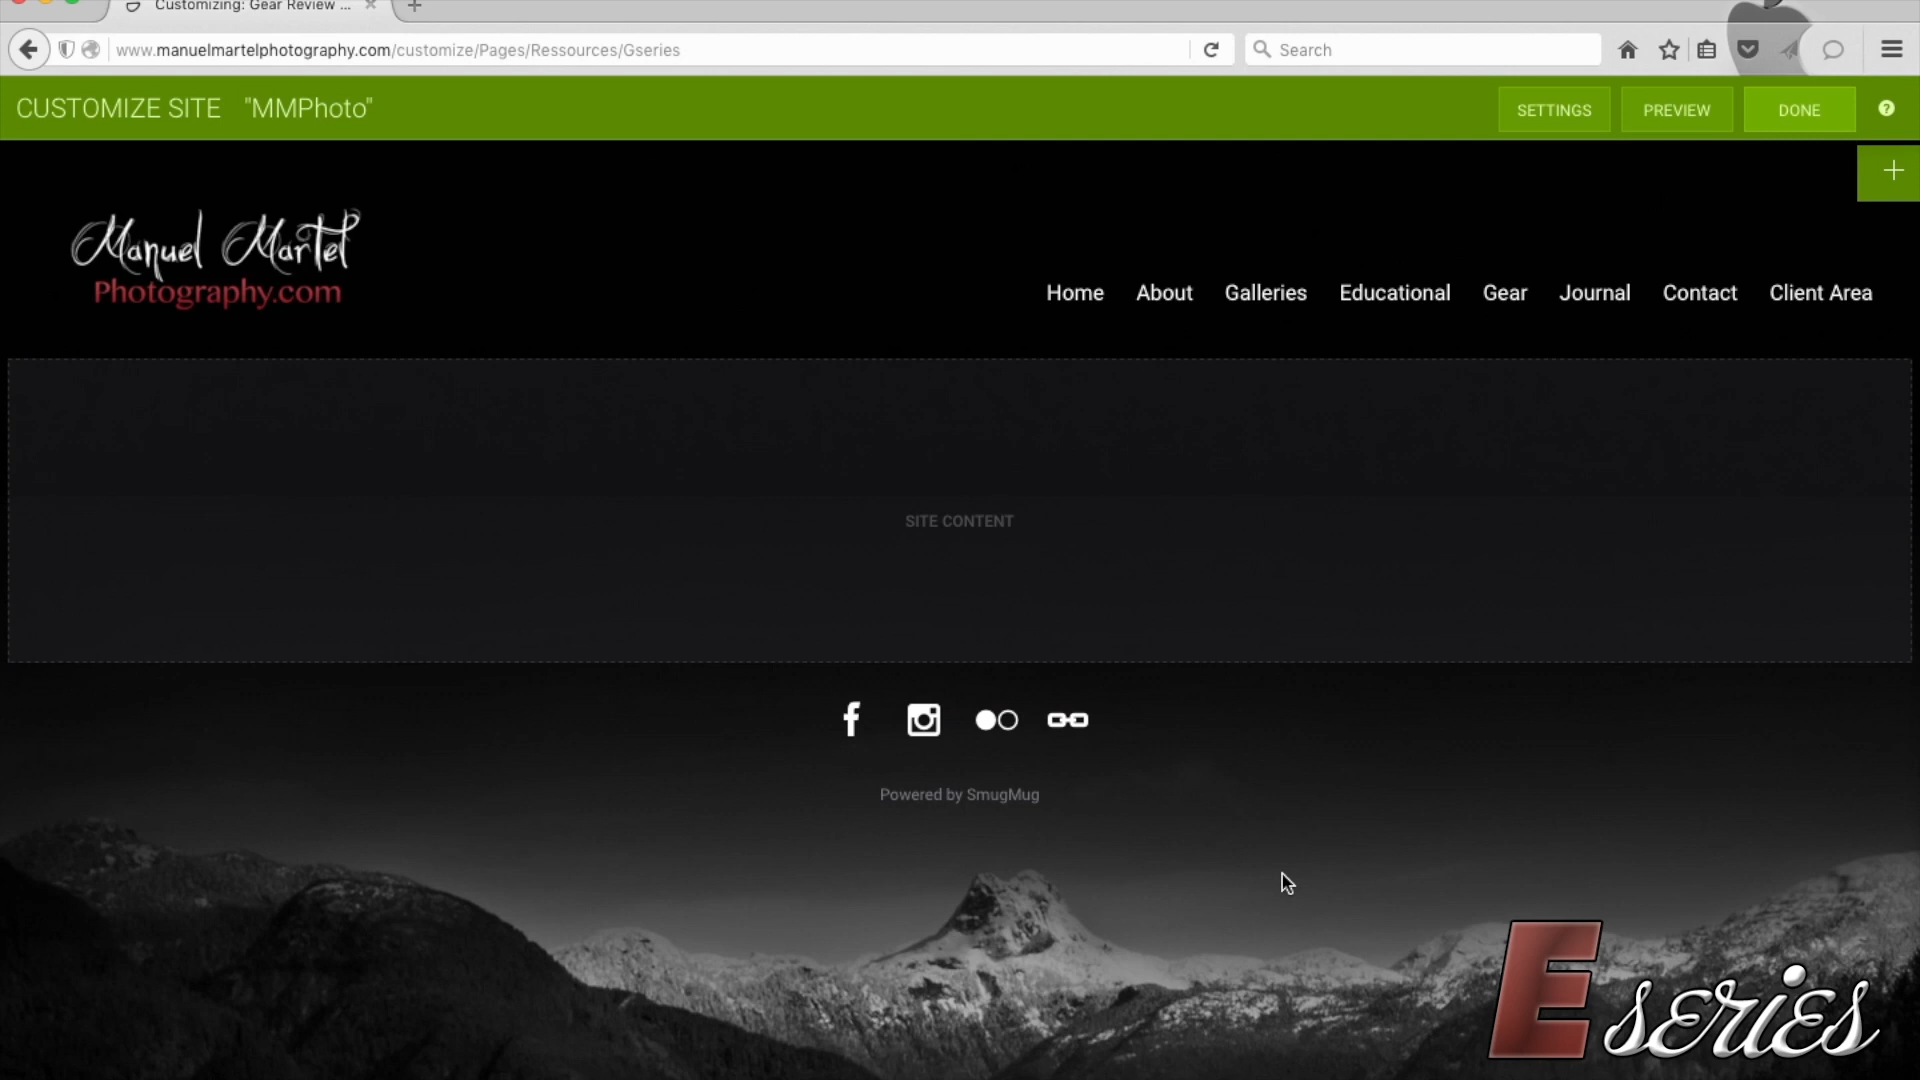 Customizing: Gear Review ...
www.manuelmartelphotography.com/customize/Pages/Ressources/Gseries
Search
CUSTOMIZE SITE "MMPhoto"
SETTINGS
PREVIEW
DONE
?
Manuel Martel
Photography.com
Home
About
Galleries
Educational
Gear
Journal
Contact
Client Area
SITE CONTENT
Powered by SmugMug
E series